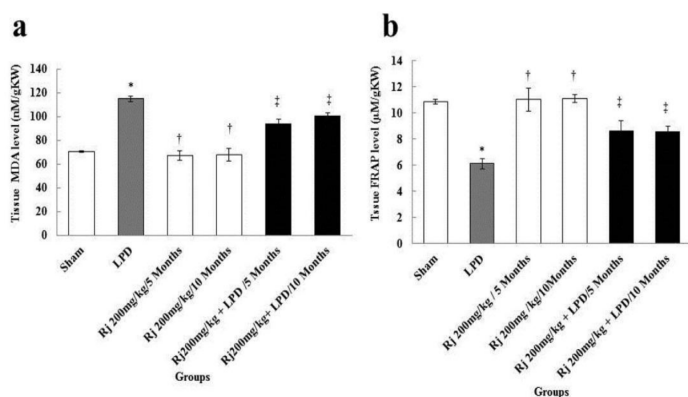 a
Tissue MDA level (nM/gKW)
140
120
100
80
60
40
20
0
*
†
†
‡
‡
Sham
LPD
Rj 200mg/kg/5 Months
Rj 200mg/kg/10 Months
Rj200mg/kg + LPD /5 Months
Rj200mg/kg+ LPD/10 Months
Groups
b
Tssue FRAP level (µM/gKW)
14
12
10
8
6
4
2
0
*
†
†
‡
‡
Sham
LPD
Rj 200mg/kg / 5 Months
Rj 200mg /kg/10Months
Rj 200mg/kg + LPD/5 Months
Rj 200mg/kg + LPD/10 Months
Groups